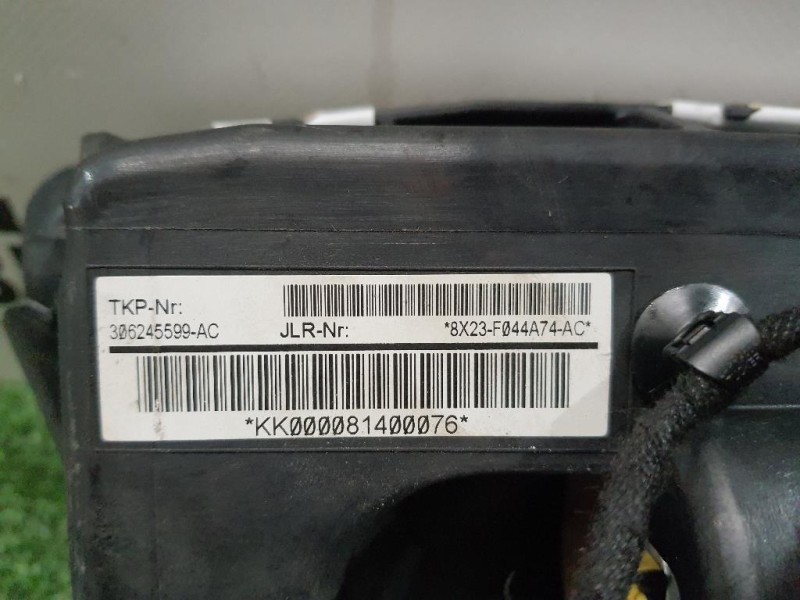 TKP-Nr:
306245599-AC JLR-Nr: *8X23-F044A74-AC*
*KK000081400076*